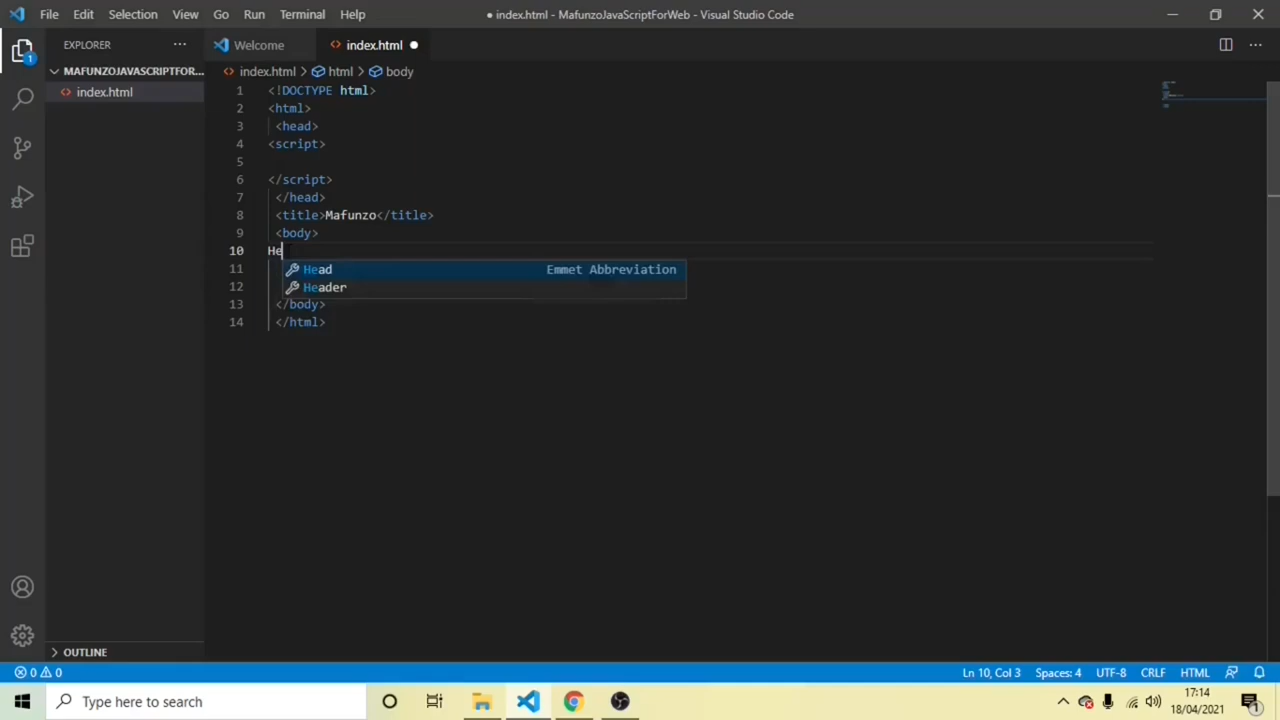 File Edit Selection View Go Run Terminal Help
● index.html - MafunzoJavaScriptForWeb - Visual Studio Code
EXPLORER ...
Welcome
index.html ●
MAFUNZOJAVASCRIPTFOR...
index.html
index.html > html > body
1 <!DOCTYPE html>
2 <html>
3 <head>
4 <script>
5
6 </script>
7 </head>
8 <title>Mafunzo</title>
9 <body>
10 He
11 Head Emmet Abbreviation
12 Header
13 </body>
14 </html>
OUTLINE
0 0
Ln 10, Col 3 Spaces: 4 UTF-8 CRLF HTML
Type here to search
17:14
18/04/2021
1
1